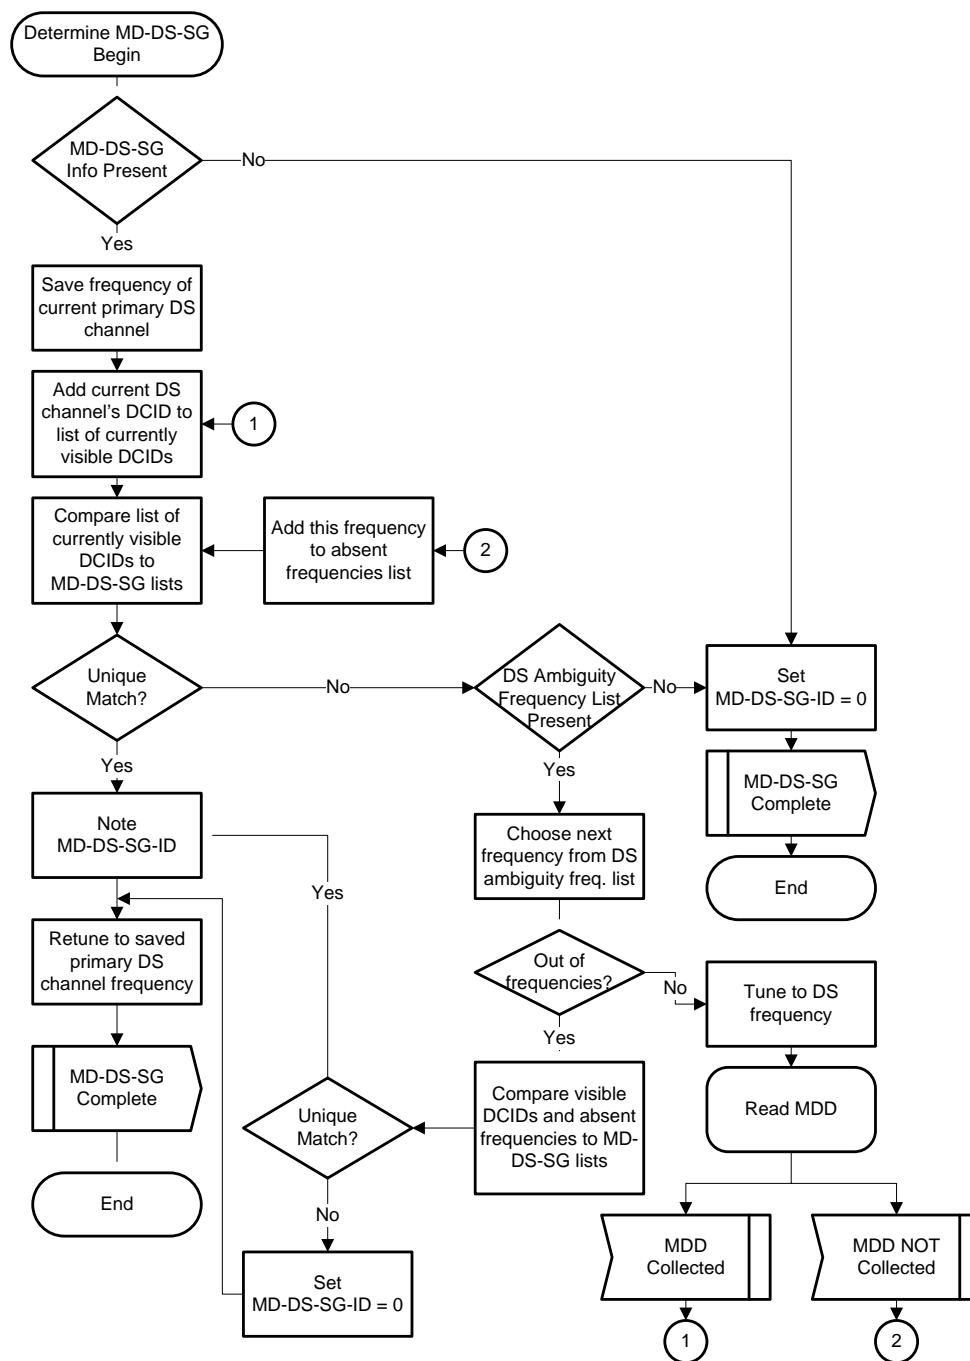 Determine MD-DS-SG
Begin
MD-DS-SG
Info Present
No
Yes
Save frequency of
current primary DS
channel
Add current DS
channel's DCID to
list of currently
visible DCIDs
1
Compare list of
currently visible
DCIDs to
MD-DS-SG lists
Add this frequency
to absent
frequencies list
2
Unique
Match?
No
DS Ambiguity
Frequency List
Present
No
Set
MD-DS-SG-ID = 0
Yes
Yes
MD-DS-SG
Complete
Note
MD-DS-SG-ID
Choose next
frequency from DS
ambiguity freq. list
End
Yes
Retune to saved
primary DS
channel frequency
Out of
frequencies?
No
Tune to DS
frequency
Yes
MD-DS-SG
Complete
Unique
Match?
Compare visible
DCIDs and absent
frequencies to MD-
DS-SG lists
Read MDD
End
No
Set
MD-DS-SG-ID = 0
MDD
Collected
MDD NOT
Collected
1
2